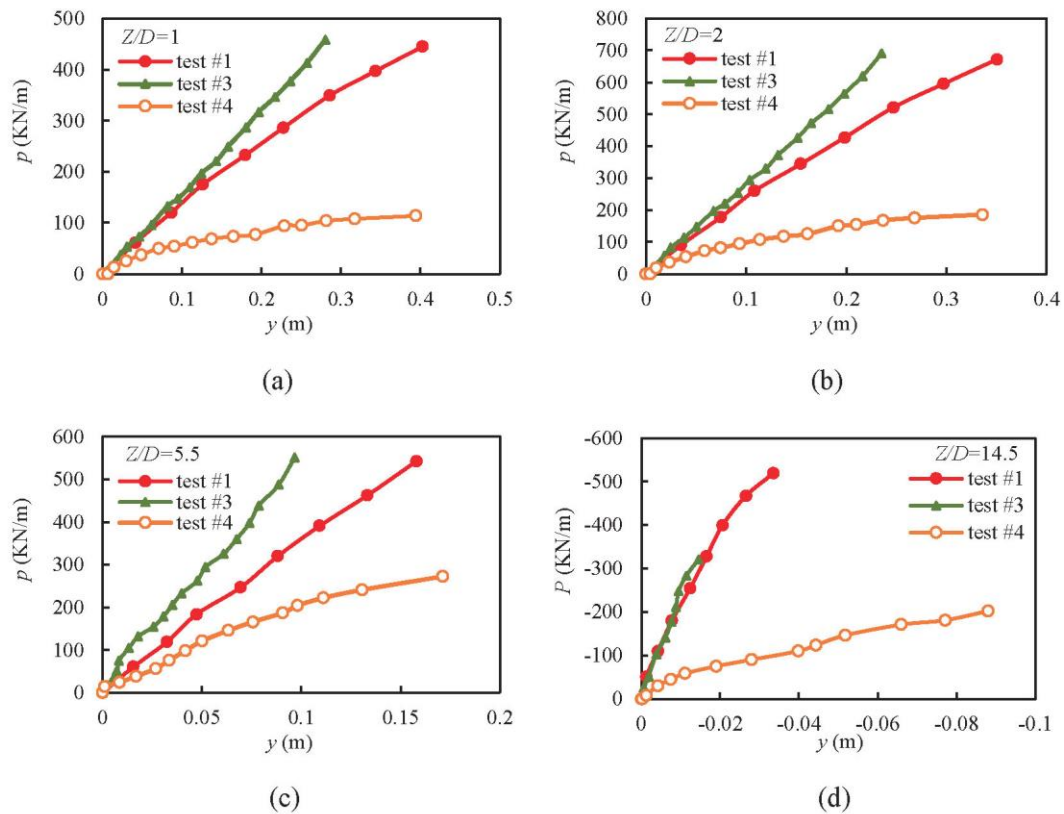 Z/D=1
test #1
test #3
test #4
500
400
300
200
100
0
p (KN/m)
0 0.1 0.2 0.3 0.4 0.5
y (m)
(a)
Z/D=2
test #1
test #3
test #4
800
700
600
500
400
300
200
100
0
p (KN/m)
0 0.1 0.2 0.3 0.4
y (m)
(b)
Z/D=5.5
test #1
test #3
test #4
600
500
400
300
200
100
0
p (KN/m)
0 0.05 0.1 0.15 0.2
y (m)
(c)
Z/D=14.5
test #1
test #3
test #4
-600
-500
-400
-300
-200
-100
0
P (KN/m)
0 -0.02 -0.04 -0.06 -0.08 -0.1
y (m)
(d)